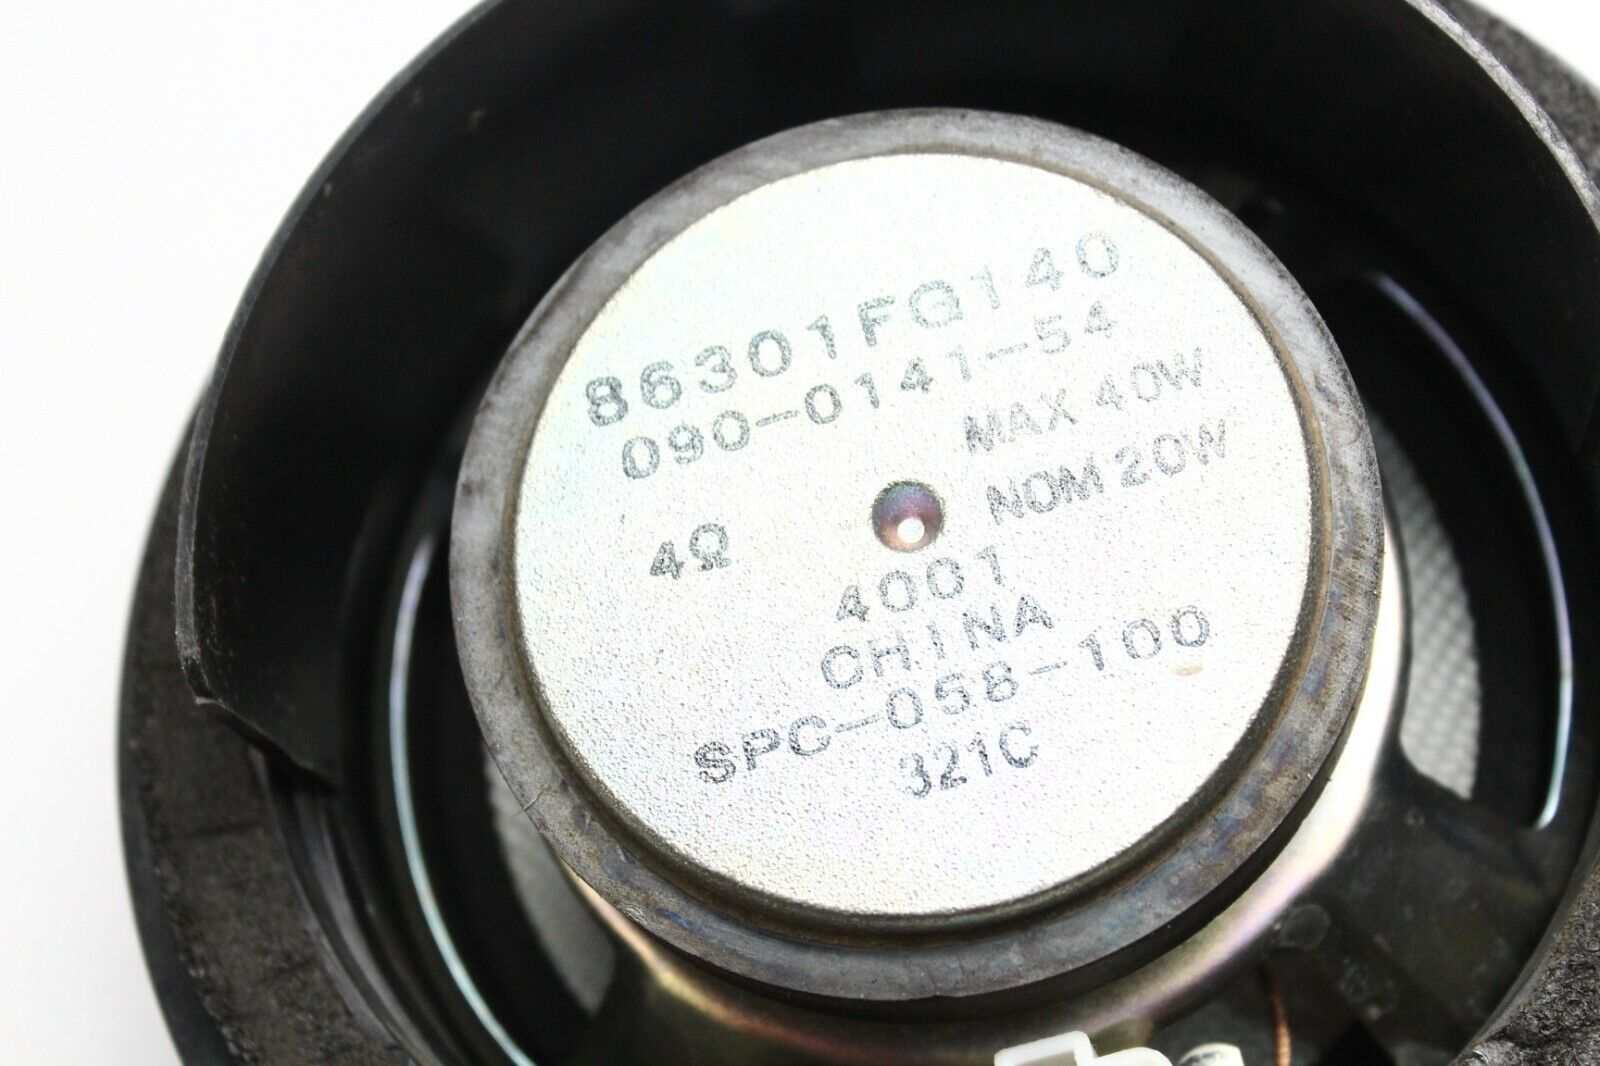 86301FG140
090-0141-54
MAX 40W
4Ω NOM 20W
4001
CHINA
SPC-058-100
321C